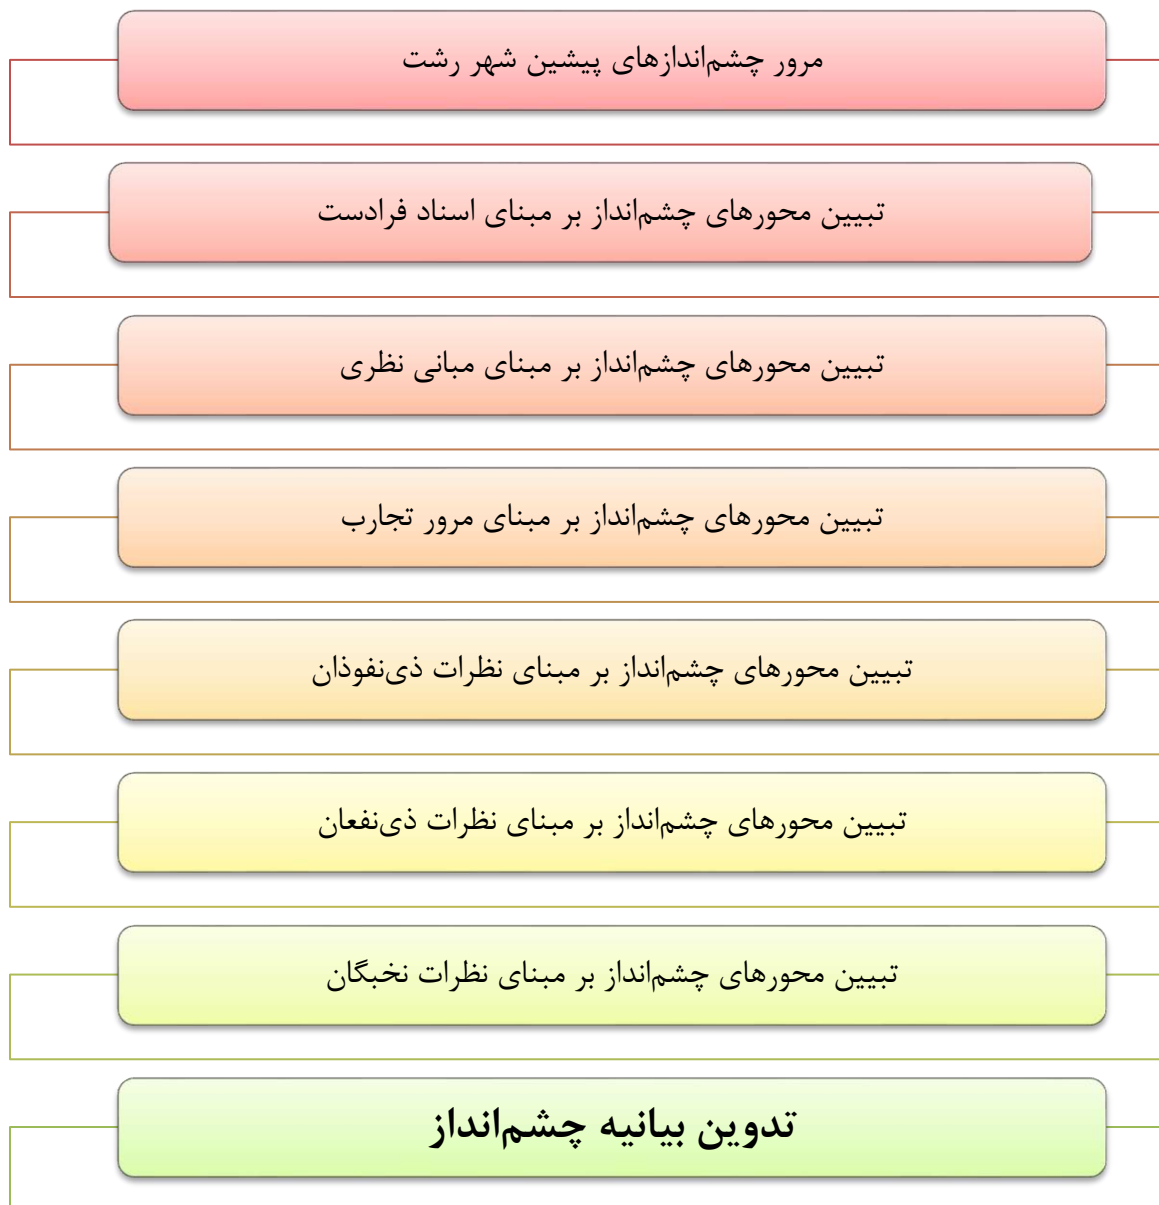 مرور چشم‌اندازهای پیشین شهر رشت
تبیین محورهای چشم‌انداز بر مبنای اسناد فرادست
تبیین محورهای چشم‌انداز بر مبنای مبانی نظری
تبیین محورهای چشم‌انداز بر مبنای مرور تجارب
تبیین محورهای چشم‌انداز بر مبنای نظرات ذی‌نفوذان
تبیین محورهای چشم‌انداز بر مبنای نظرات ذی‌نفعان
تبیین محورهای چشم‌انداز بر مبنای نظرات نخبگان
تدوین بیانیه چشم‌انداز